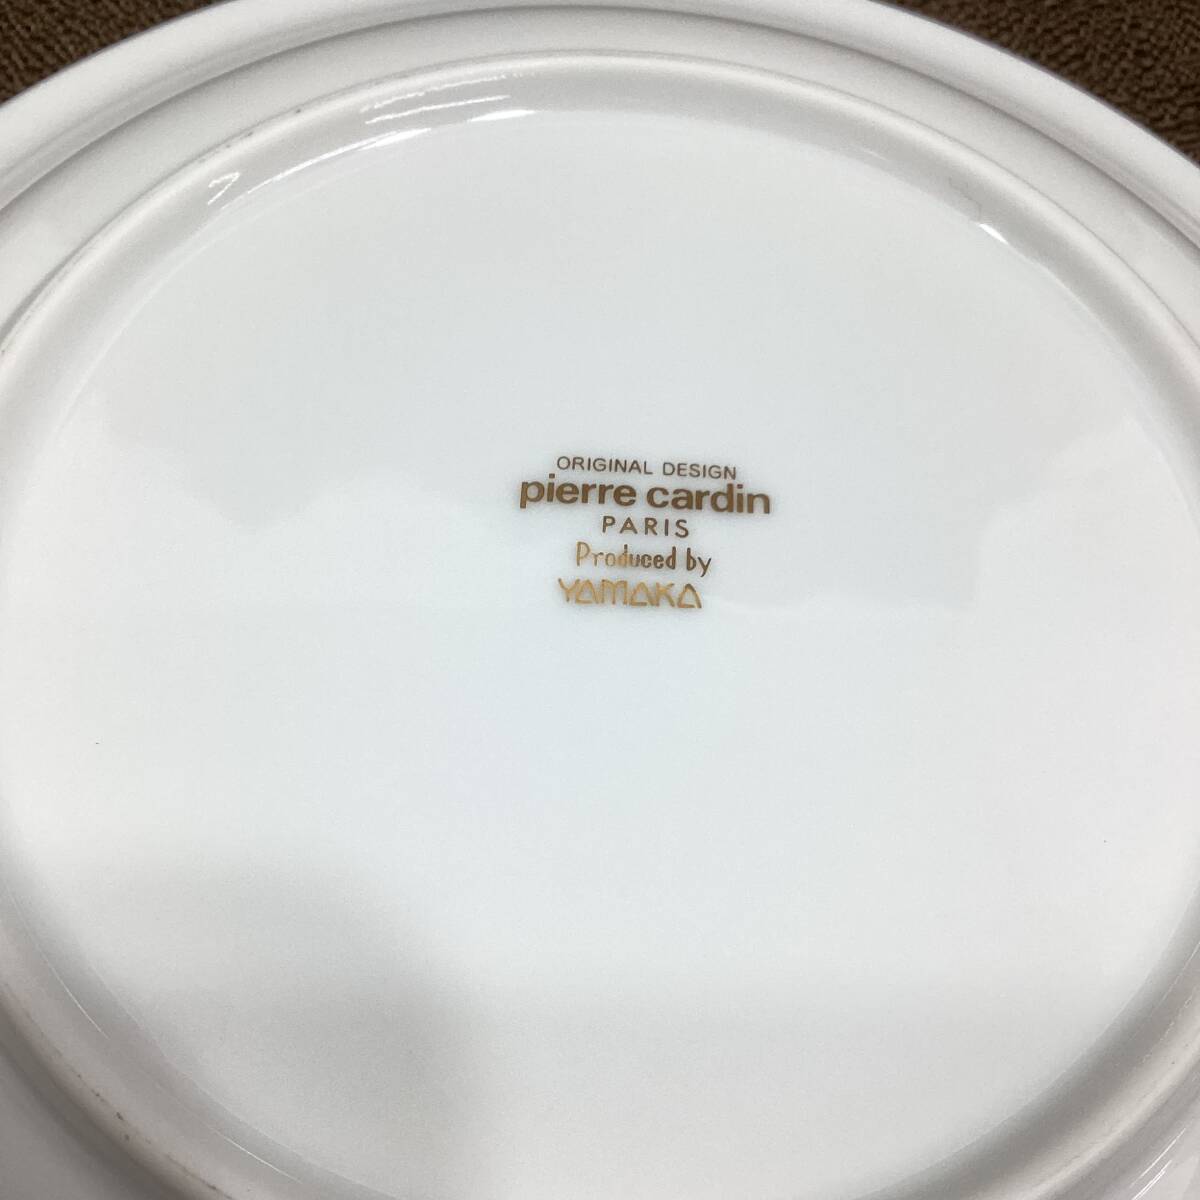 ORIGINAL DESIGN
pierre cardin
PARIS
Produced by
YAMAKA